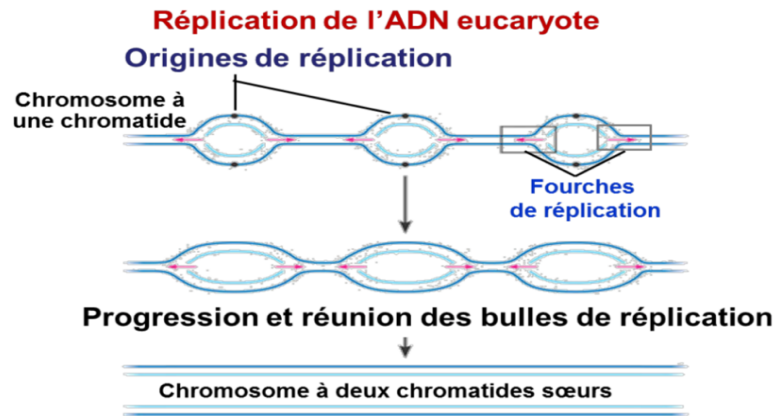 Réplication de l’ADN eucaryote
Origines de réplication
Chromosome à
une chromatide
Fourches
de réplication
Progression et réunion des bulles de réplication
Chromosome à deux chromatides sœurs